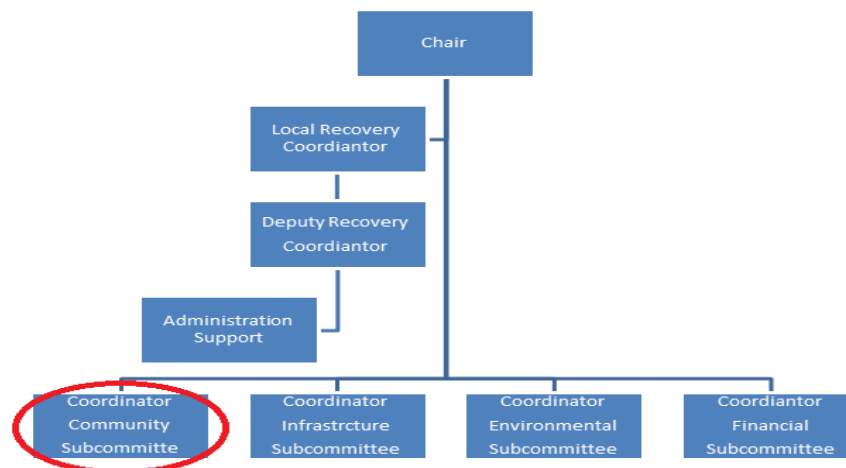 Chair
Local Recovery
Coordiantor
Deputy Recovery
Coordiantor
Administration
Support
Coordinator
Community
Subcommitte
Coordinator
Infrastrcture
Subcommittee
Coordinator
Environmental
Subcommittee
Coordiantor
Financial
Subcommittee